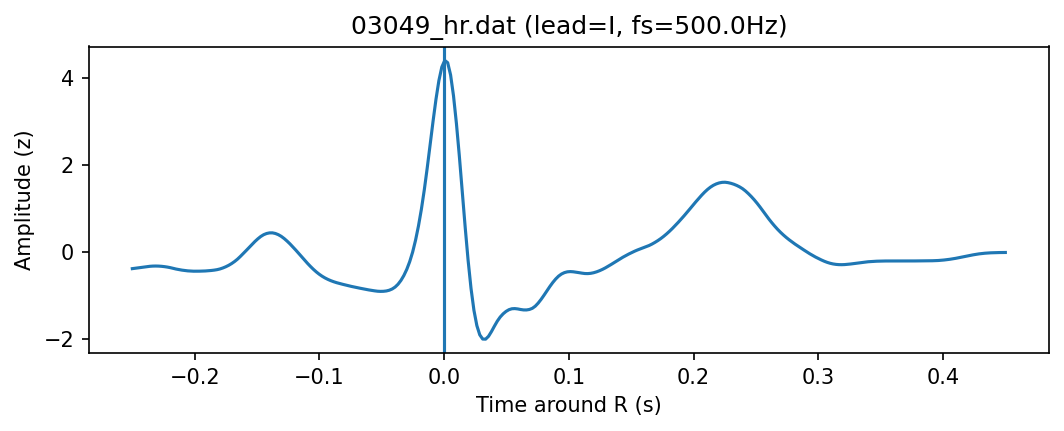 03049_hr.dat (lead=I, fs=500.0Hz)
Amplitude (z)
4
2
0
−2
−0.2 −0.1 0.0 0.1 0.2 0.3 0.4
Time around R (s)